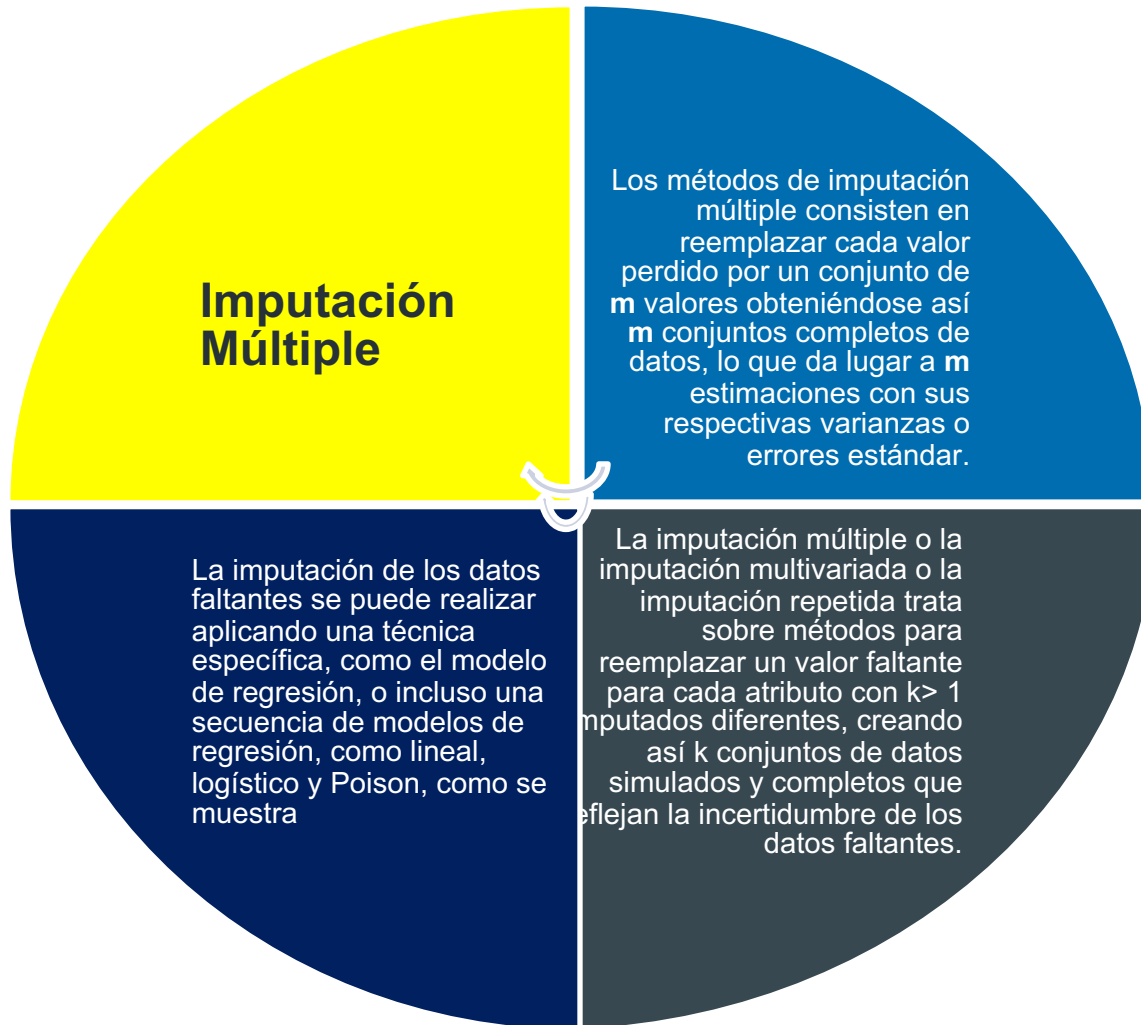 Imputación
Múltiple
Los métodos de imputación
múltiple consisten en
reemplazar cada valor
perdido por un conjunto de
m valores obteniéndose así
m conjuntos completos de
datos, lo que da lugar a m
estimaciones con sus
respectivas varianzas o
errores estándar.
La imputación de los datos
faltantes se puede realizar
aplicando una técnica
específica, como el modelo
de regresión, o incluso una
secuencia de modelos de
regresión, como lineal,
logístico y Poison, como se
muestra
La imputación múltiple o la
imputación multivariada o la
imputación repetida trata
sobre métodos para
reemplazar un valor faltante
para cada atributo con k> 1
mputados diferentes, creando
así k conjuntos de datos
simulados y completos que
eflejan la incertidumbre de los
datos faltantes.